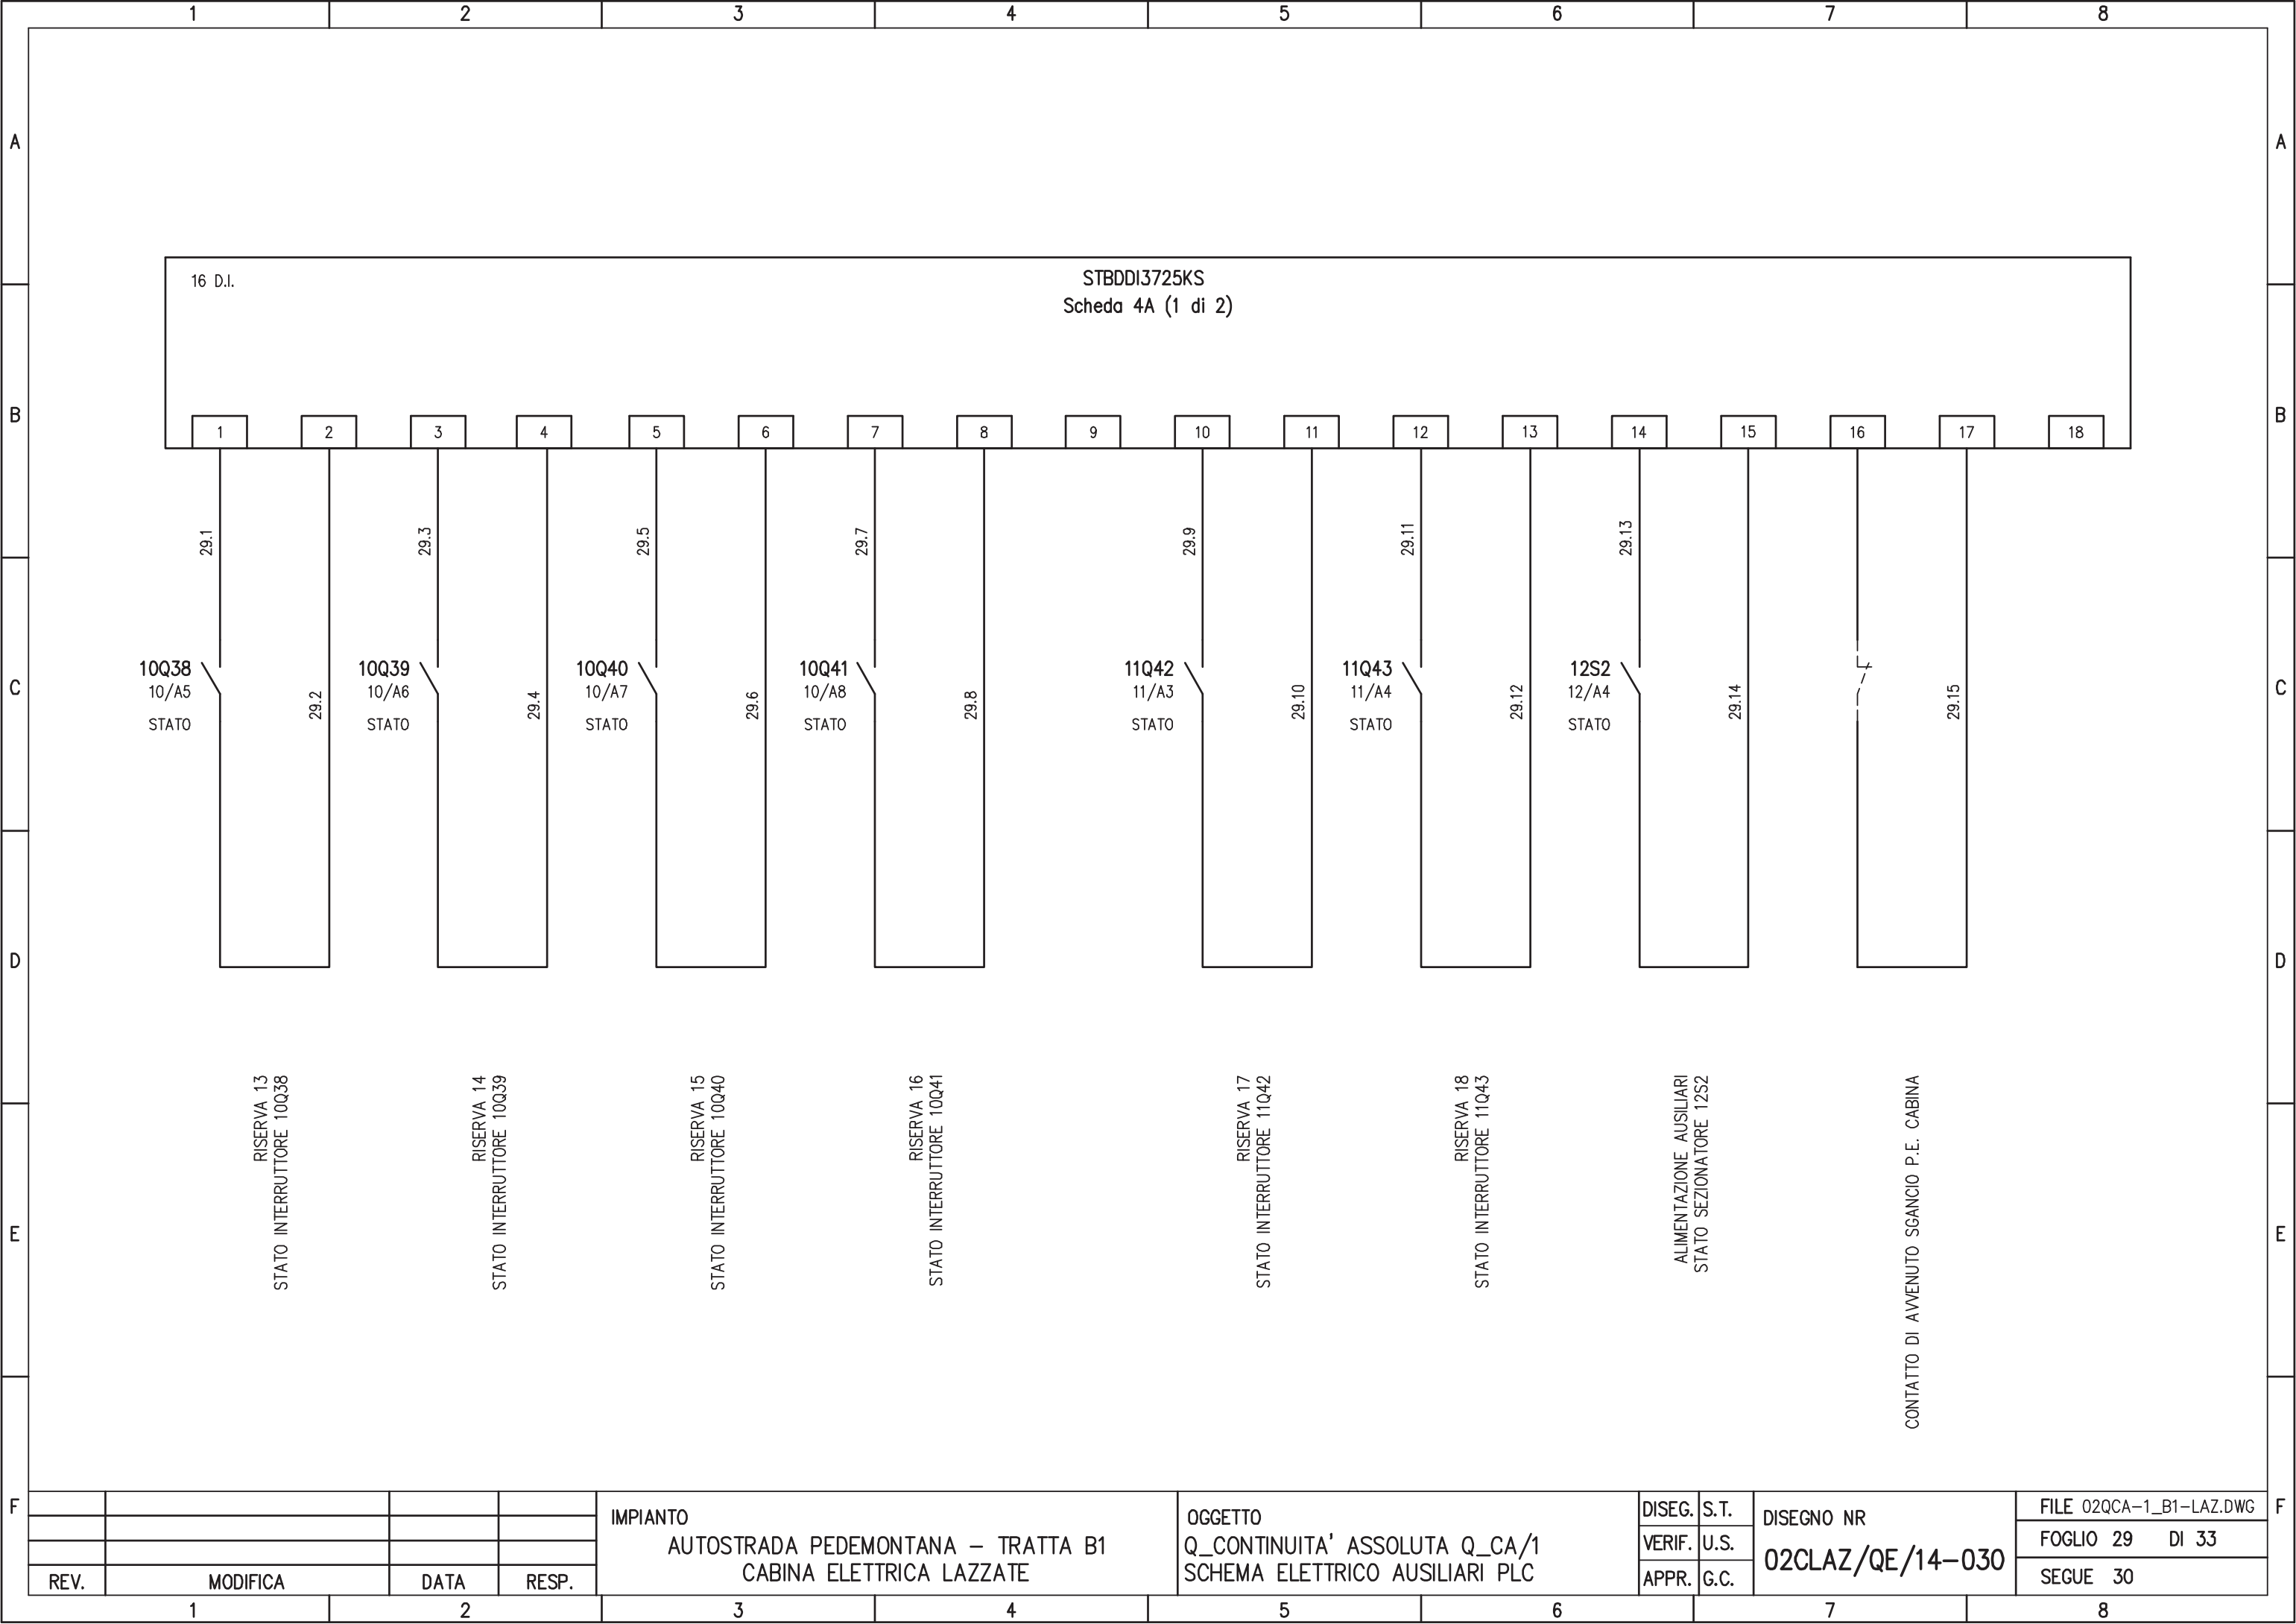 1 2 3 4 5 6 7 8
A A
16 D.I.
STBDDI3725KS
Scheda 4A (1 di 2)
B B
1 2 3 4 5 6 7 8 9 10 11 12 13 14 15 16 17 18
29.1 29.3 29.5 29.7 29.9 29.11 29.13
10Q38 10Q39 10Q40 10Q41 11Q42 11Q43 12S2
C C
10/A5 10/A6 10/A7 10/A8 11/A3 11/A4 12/A4
29.2 29.4 29.6 29.8 29.10 29.12 29.14 29.15
STATO STATO STATO STATO STATO STATO STATO
D D
RISERVA 13
STATO INTERRUTTORE 10Q38
RISERVA 14
STATO INTERRUTTORE 10Q39
RISERVA 15
STATO INTERRUTTORE 10Q40
RISERVA 16
STATO INTERRUTTORE 10Q41
RISERVA 17
STATO INTERRUTTORE 11Q42
RISERVA 18
STATO INTERRUTTORE 11Q43
ALIMENTAZIONE AUSILIARI
STATO SEZIONATORE 12S2
CONTATTO DI AVVENUTO SGANCIO P.E. CABINA
E E
F F
REV. MODIFICA DATA RESP.
IMPIANTO
AUTOSTRADA PEDEMONTANA – TRATTA B1
CABINA ELETTRICA LAZZATE
OGGETTO
Q_CONTINUITA' ASSOLUTA Q_CA/1
SCHEMA ELETTRICO AUSILIARI PLC
DISEG. S.T.
VERIF. U.S.
APPR. G.C.
DISEGNO NR
02CLAZ/QE/14–030
FILE 02QCA–1_B1–LAZ.DWG
FOGLIO 29 DI 33
SEGUE 30
1 2 3 4 5 6 7 8